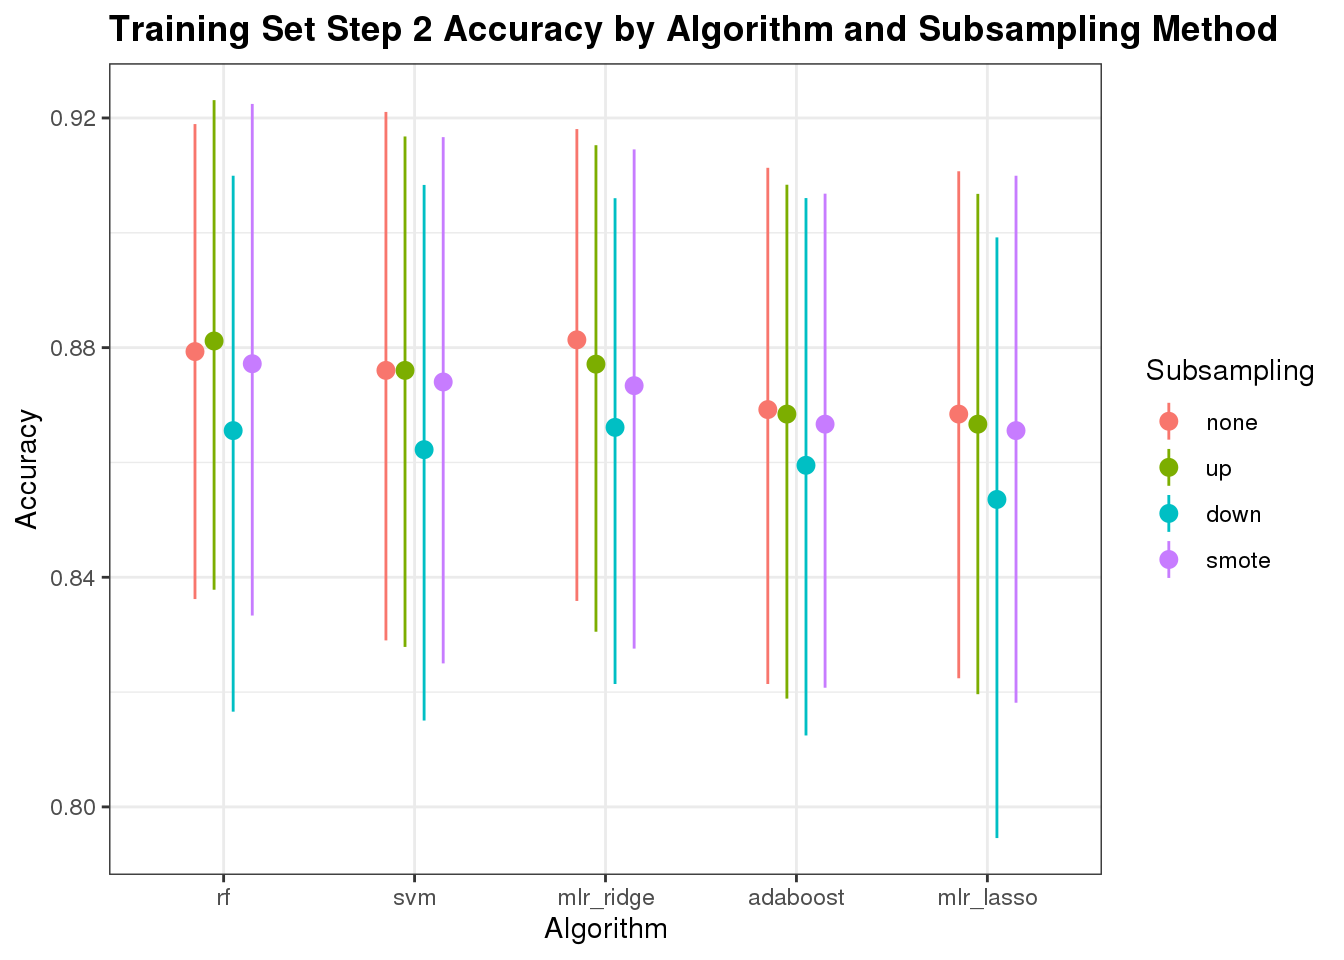 Training Set Step 2 Accuracy by Algorithm and Subsampling Method
0.92
0.88
0.84
0.80
Accuracy
rf svm mlr_ridge adaboost mlr_lasso
Algorithm
Subsampling
none
up
down
smote